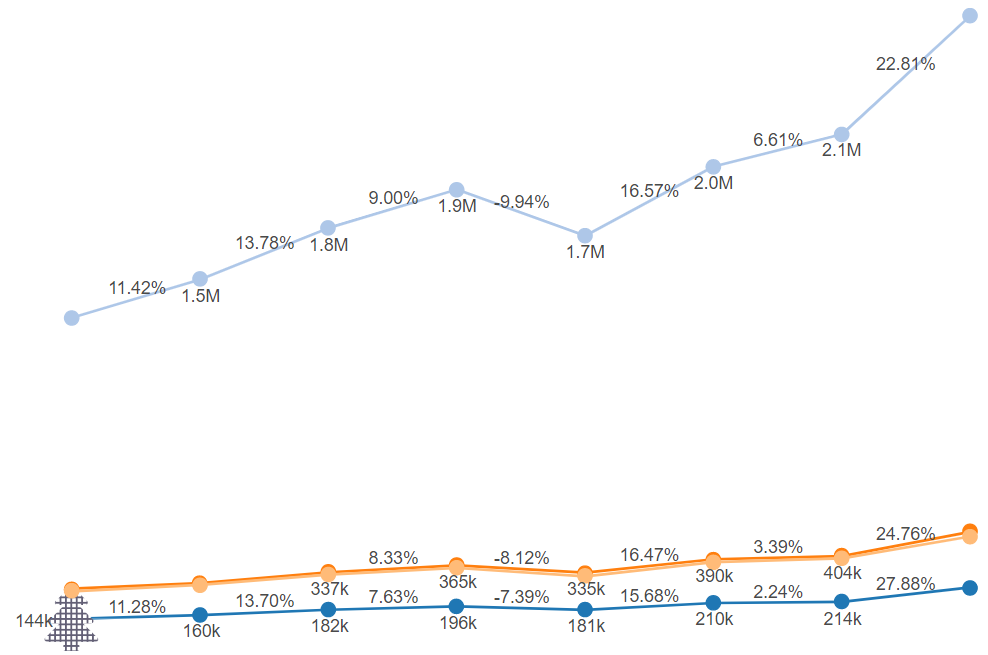 22.81%
6.61%
2.1M
16.57%
2.0M
9.00%
-9.94%
1.9M
13.78%
1.8M
1.7M
11.42%
1.5M
24.76%
3.39%
16.47%
8.33%
-8.12%
404k
390k
365k
337k
335k
27.88%
2.24%
15.68%
7.63%
-7.39%
13.70%
11.28%
144k
214k
210k
196k
182k
181k
160k